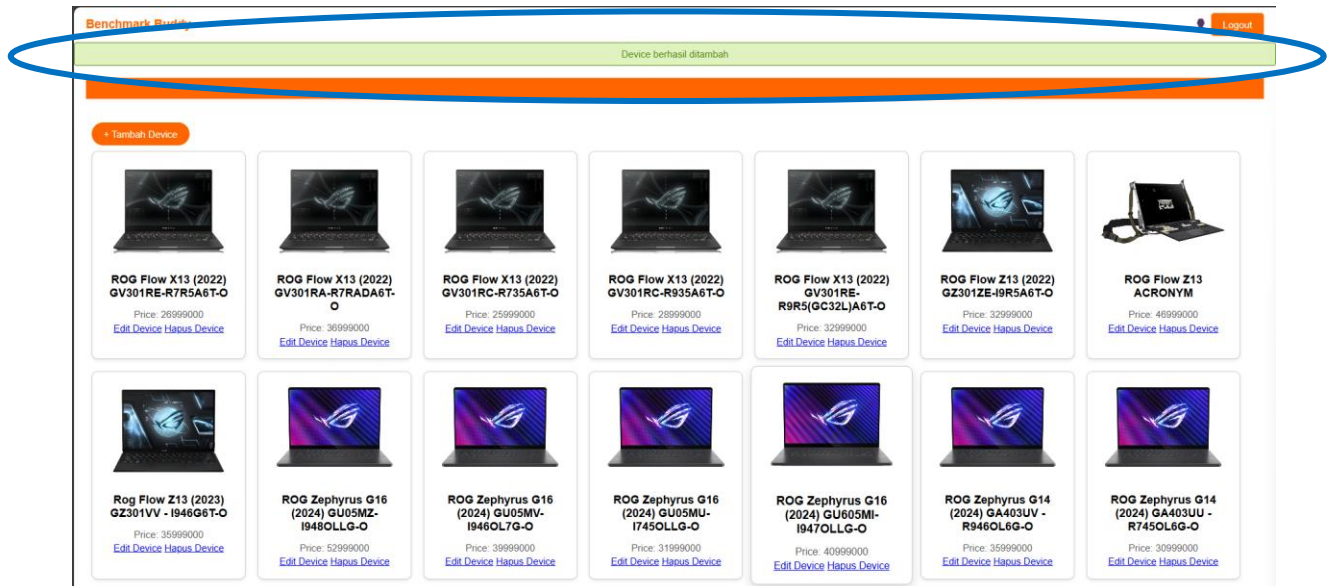 Benchmark Buddy
Logout
Device berhasil ditambah
+ Tambah Device
ROG Flow X13 (2022)
GV301RE-R7R5A6T-O
Price: 26999000
Edit Device Hapus Device
ROG Flow X13 (2022)
GV301RA-R7RADA6T-
O
Price: 36999000
Edit Device Hapus Device
ROG Flow X13 (2022)
GV301RC-R735A6T-O
Price: 25999000
Edit Device Hapus Device
ROG Flow X13 (2022)
GV301RC-R935A6T-O
Price: 28999000
Edit Device Hapus Device
ROG Flow X13 (2022)
GV301RE-
R9R5(GC32L)A6T-O
Price: 32999000
Edit Device Hapus Device
ROG Flow Z13 (2022)
GZ301ZE-I9R5A6T-O
Price: 32999000
Edit Device Hapus Device
ROG Flow Z13
ACRONYM
Price: 46999000
Edit Device Hapus Device
Rog Flow Z13 (2023)
GZ301VV - I946G6T-O
Price: 35999000
Edit Device Hapus Device
ROG Zephyrus G16
(2024) GU05MZ-
I948OLLG-O
Price: 52999000
Edit Device Hapus Device
ROG Zephyrus G16
(2024) GU05MV-
I946OL7G-O
Price: 39999000
Edit Device Hapus Device
ROG Zephyrus G16
(2024) GU05MU-
I745OLLG-O
Price: 31999000
Edit Device Hapus Device
ROG Zephyrus G16
(2024) GU605MI-
I947OLLG-O
Price: 40999000
Edit Device Hapus Device
ROG Zephyrus G14
(2024) GA403UV -
R946OL6G-O
Price: 35999000
Edit Device Hapus Device
ROG Zephyrus G14
(2024) GA403UU -
R745OL6G-O
Price: 30999000
Edit Device Hapus Device